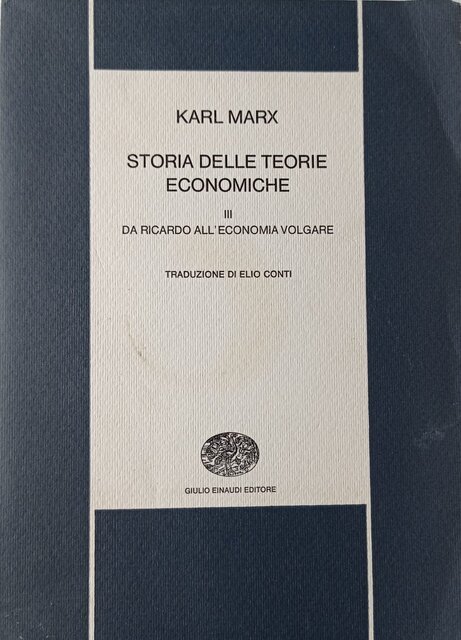 KARL MARX
STORIA DELLE TEORIE
ECONOMICHE
III
DA RICARDO ALL'ECONOMIA VOLGARE
TRADUZIONE DI ELIO CONTI
GIULIO EINAUDI EDITORE